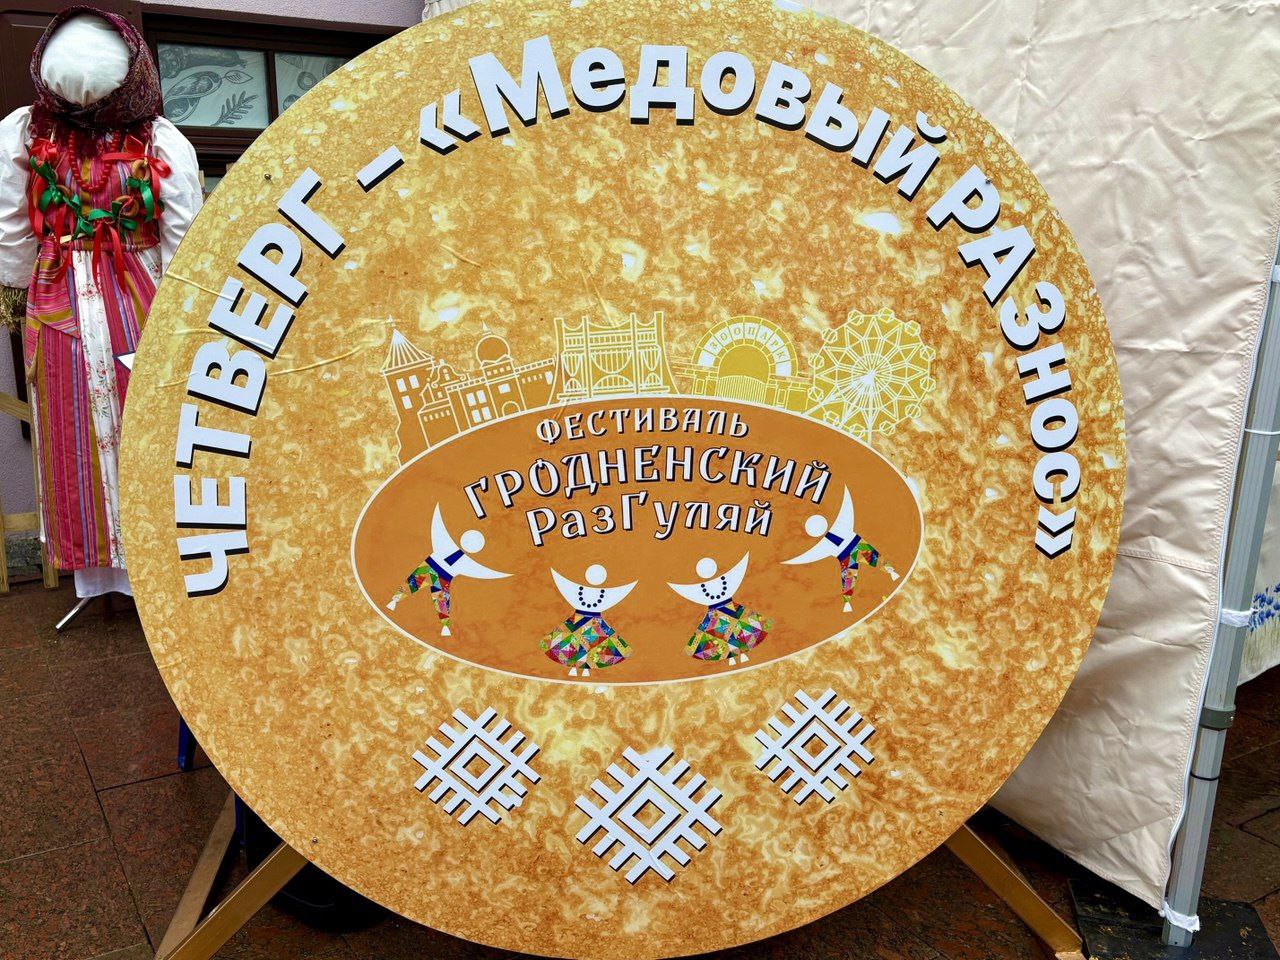 ЧЕТВЕРГ – «Медовый РАЗнос»
ЗООПАРК
ФЕСТИВАЛЬ
ГРОДНЕНСКИЙ
РазГуляй